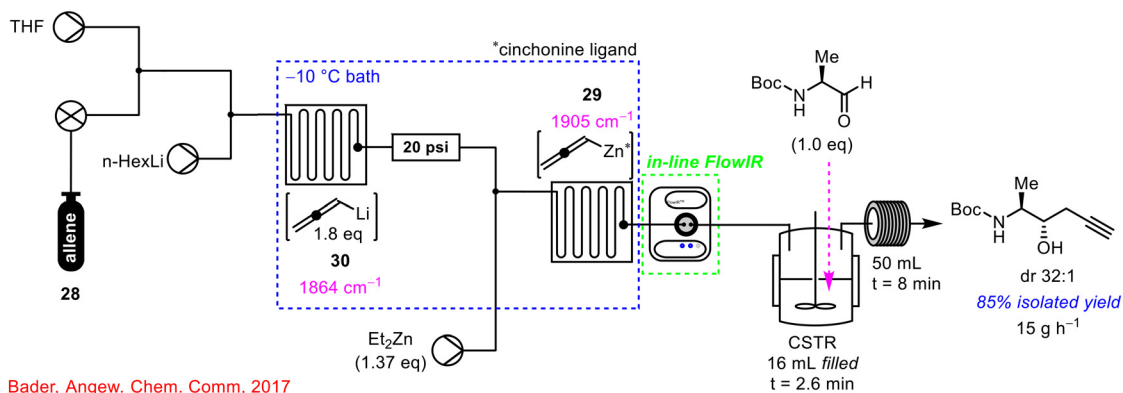 THF
n-HexLi
allene
28
*cinchonine ligand
–10 °C bath
20 psi
Li
1.8 eq
30
1864 cm–1
29
1905 cm–1
Zn*
Et2Zn
(1.37 eq)
in-line FlowIR
Me
Boc
N
H
H
O
(1.0 eq)
CSTR
16 mL filled
t = 2.6 min
50 mL
t = 8 min
Me
Boc
N
H
OH
dr 32:1
85% isolated yield
15 g h–1
Bader, Angew. Chem. Comm. 2017